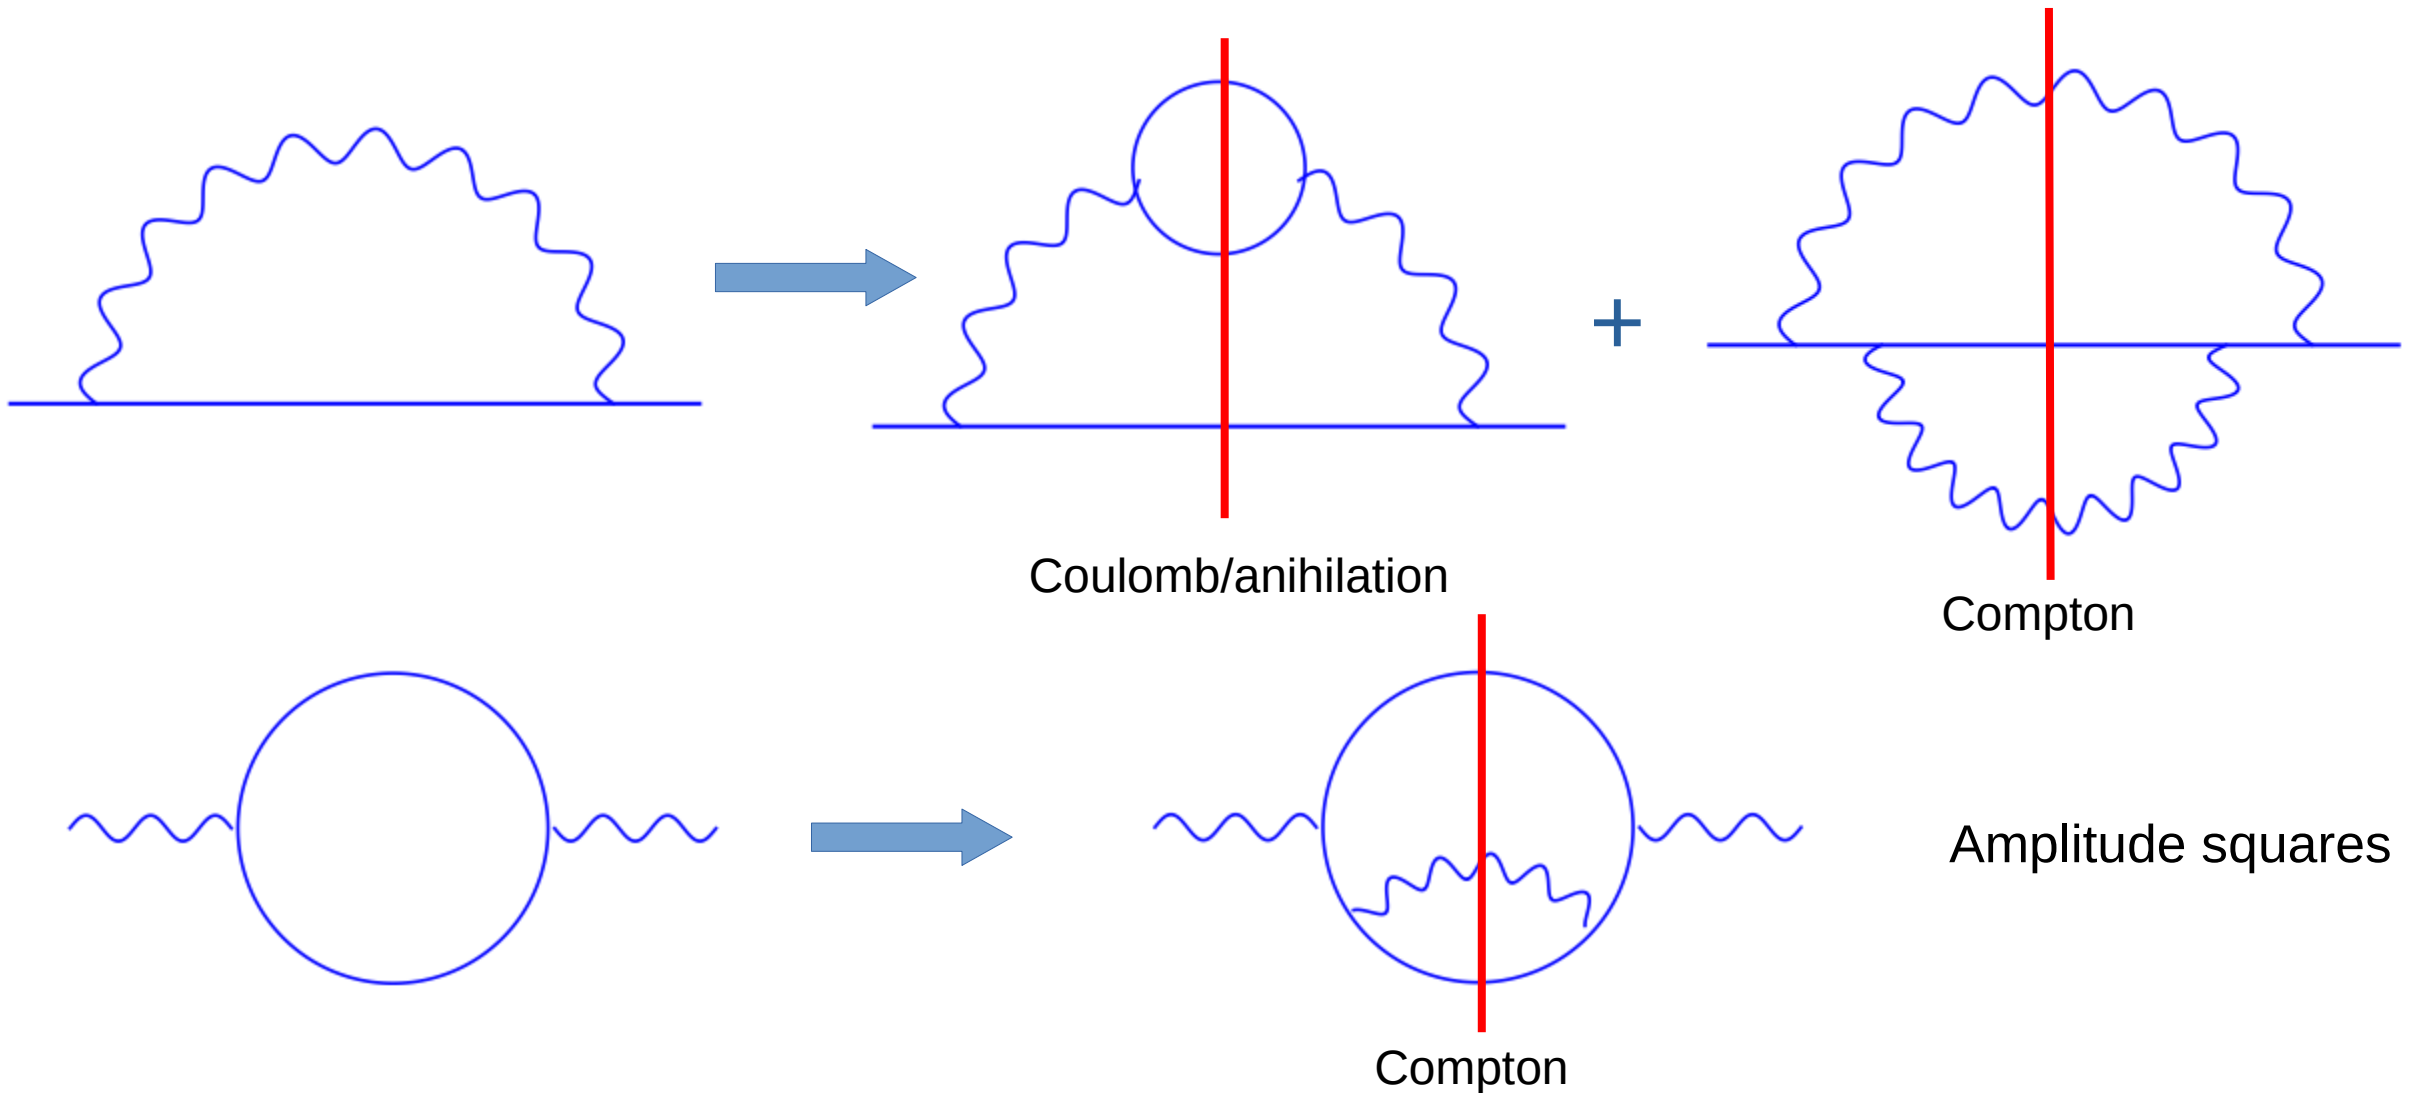 +
Coulomb/anihilation
Compton
Amplitude squares
Compton